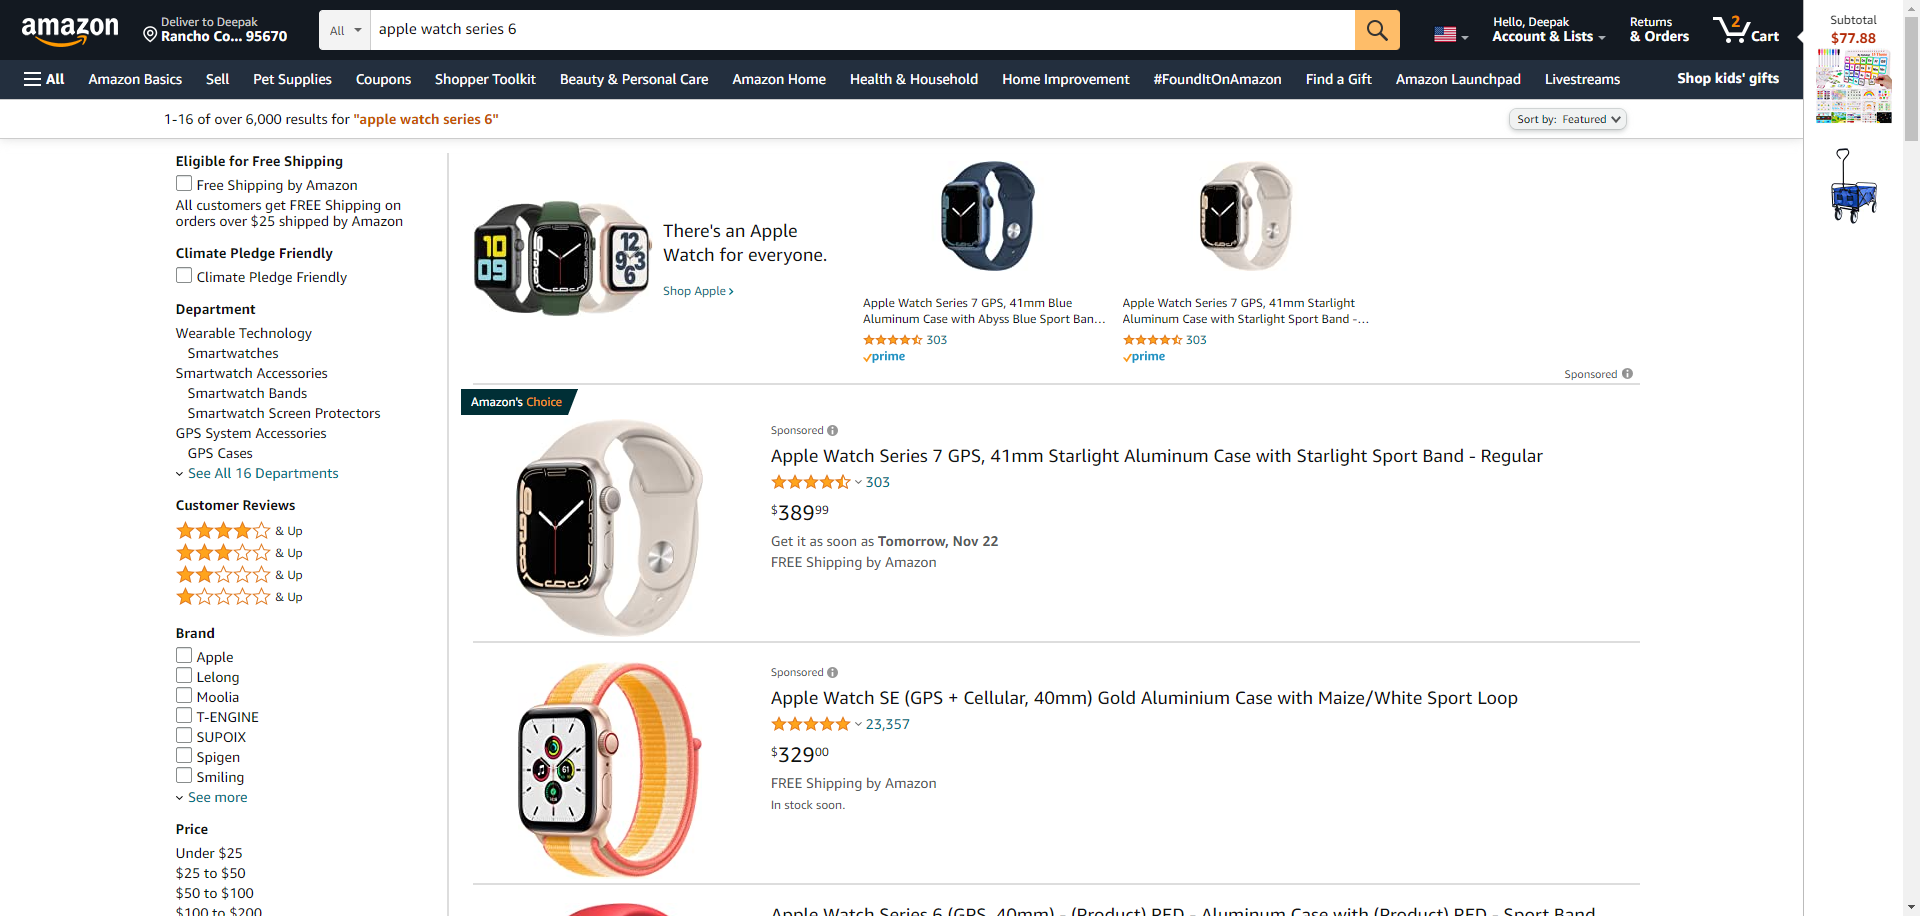 amazon
Deliver to Deepak
Rancho Co... 95670
All
apple watch series 6
Hello, Deepak
Account & Lists
Returns
& Orders
2
Cart
Subtotal
$77.88
All
Amazon Basics
Sell
Pet Supplies
Coupons
Shopper Toolkit
Beauty & Personal Care
Amazon Home
Health & Household
Home Improvement
#FoundItOnAmazon
Find a Gift
Amazon Launchpad
Livestreams
Shop kids' gifts
1-16 of over 6,000 results for "apple watch series 6"
Sort by: Featured
Eligible for Free Shipping
Free Shipping by Amazon
All customers get FREE Shipping on
orders over $25 shipped by Amazon
Climate Pledge Friendly
Climate Pledge Friendly
Department
Wearable Technology
Smartwatches
Smartwatch Accessories
Smartwatch Bands
Smartwatch Screen Protectors
GPS System Accessories
GPS Cases
See All 16 Departments
Customer Reviews
& Up
& Up
& Up
& Up
Brand
Apple
Lelong
Moolia
T-ENGINE
SUPOIX
Spigen
Smiling
See more
Price
Under $25
$25 to $50
$50 to $100
$100 to $200
10
09
12
9 3
6
There's an Apple
Watch for everyone.
Shop Apple ›
Apple Watch Series 7 GPS, 41mm Blue
Aluminum Case with Abyss Blue Sport Ban...
303
prime
Apple Watch Series 7 GPS, 41mm Starlight
Aluminum Case with Starlight Sport Band -...
303
prime
Sponsored
Amazon's Choice
Sponsored
Apple Watch Series 7 GPS, 41mm Starlight Aluminum Case with Starlight Sport Band - Regular
303
$389.99
Get it as soon as Tomorrow, Nov 22
FREE Shipping by Amazon
Sponsored
Apple Watch SE (GPS + Cellular, 40mm) Gold Aluminium Case with Maize/White Sport Loop
23,357
$329.00
FREE Shipping by Amazon
In stock soon.
61
Apple Watch Series 6 (GPS, 40mm) - (Product) RED - Aluminum Case with (Product) RED - Sport Band